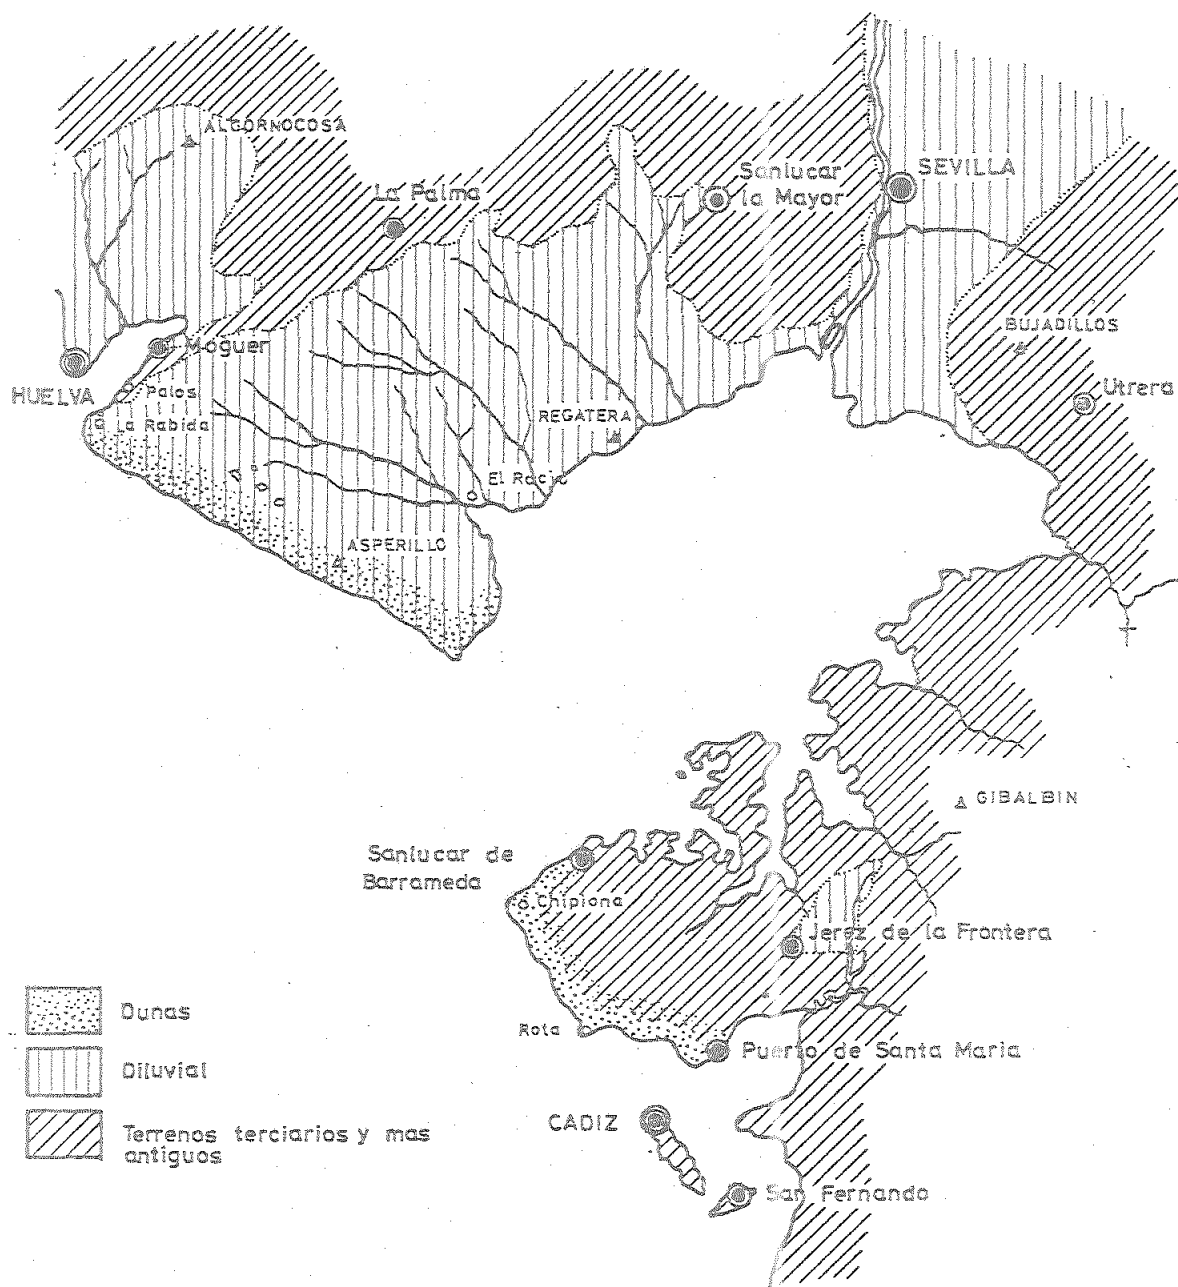 ALCORNOCOSA
La Palma
Sanlucar
la Mayor
SEVILLA
BUJADILLOS
Moguer
HUELVA
Palos
La Rabida
REGATERA
Utrera
El Rocio
ASPERILLO
GIBALBIN
Sanlucar de
Barrameda
Chipiona
Jerez de la Frontera
Dunas
Rota
Puerto de Santa Maria
Diluvial
CADIZ
Terrenos terciarios y mas
antiguos
San Fernando